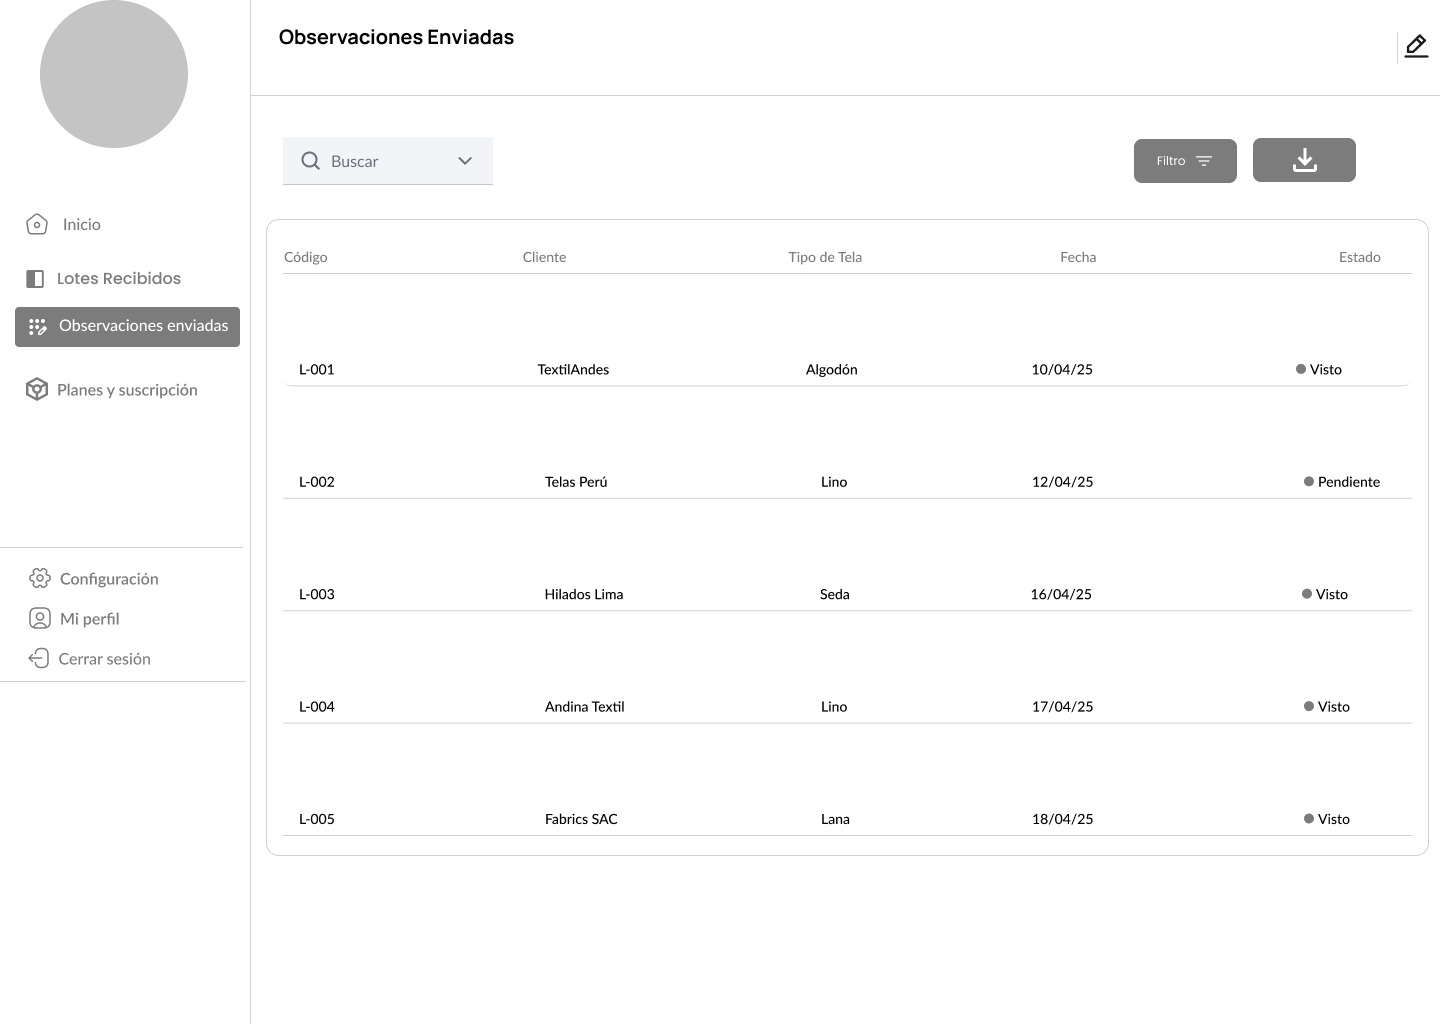 Observaciones Enviadas
Buscar
Filtro
Inicio
Lotes Recibidos
Observaciones enviadas
Planes y suscripción
Configuración
Mi perfil
Cerrar sesión
Código Cliente Tipo de Tela Fecha Estado
L-001 TextilAndes Algodón 10/04/25 Visto
L-002 Telas Perú Lino 12/04/25 Pendiente
L-003 Hilados Lima Seda 16/04/25 Visto
L-004 Andina Textil Lino 17/04/25 Visto
L-005 Fabrics SAC Lana 18/04/25 Visto